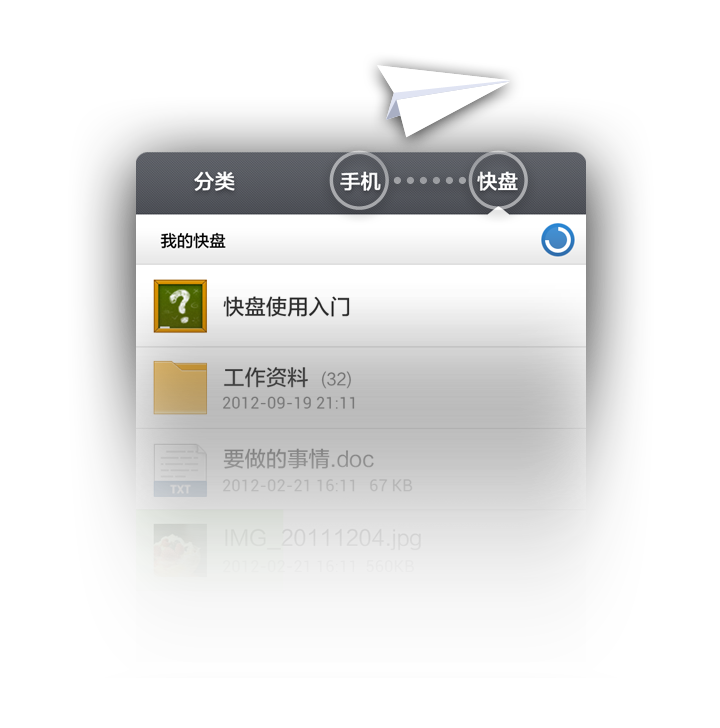 分类 手机 快盘
我的快盘
快盘使用入门
工作资料 (32)
2012-09-19 21:11
要做的事情.doc
TXT
2012-02-21 16:11 67 KB
IMG_20111204.jpg
2012-02-21 16:11 560KB